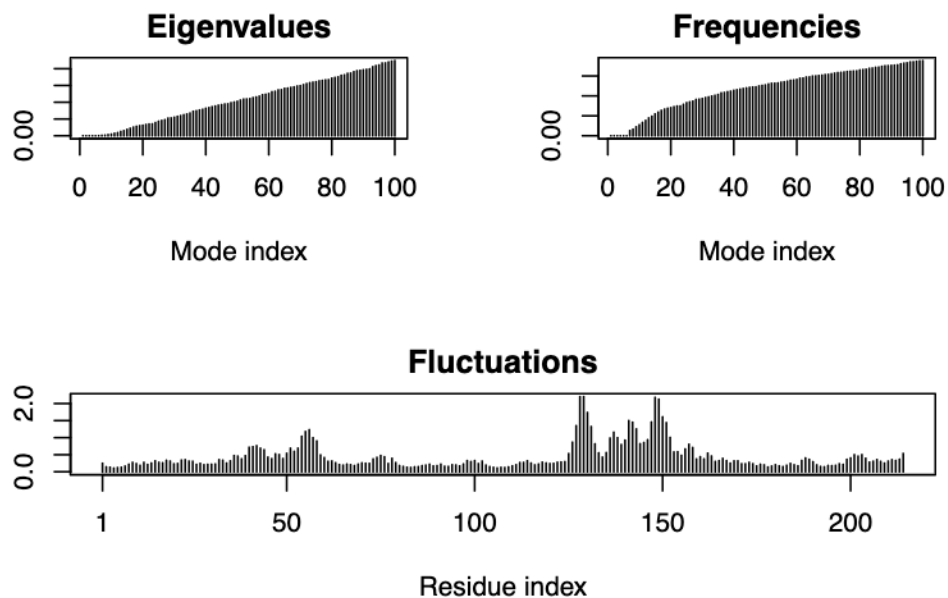 Eigenvalues
0.00
0 20 40 60 80 100
Mode index
Frequencies
0.00
0 20 40 60 80 100
Mode index
Fluctuations
2.0
0.0
1 50 100 150 200
Residue index